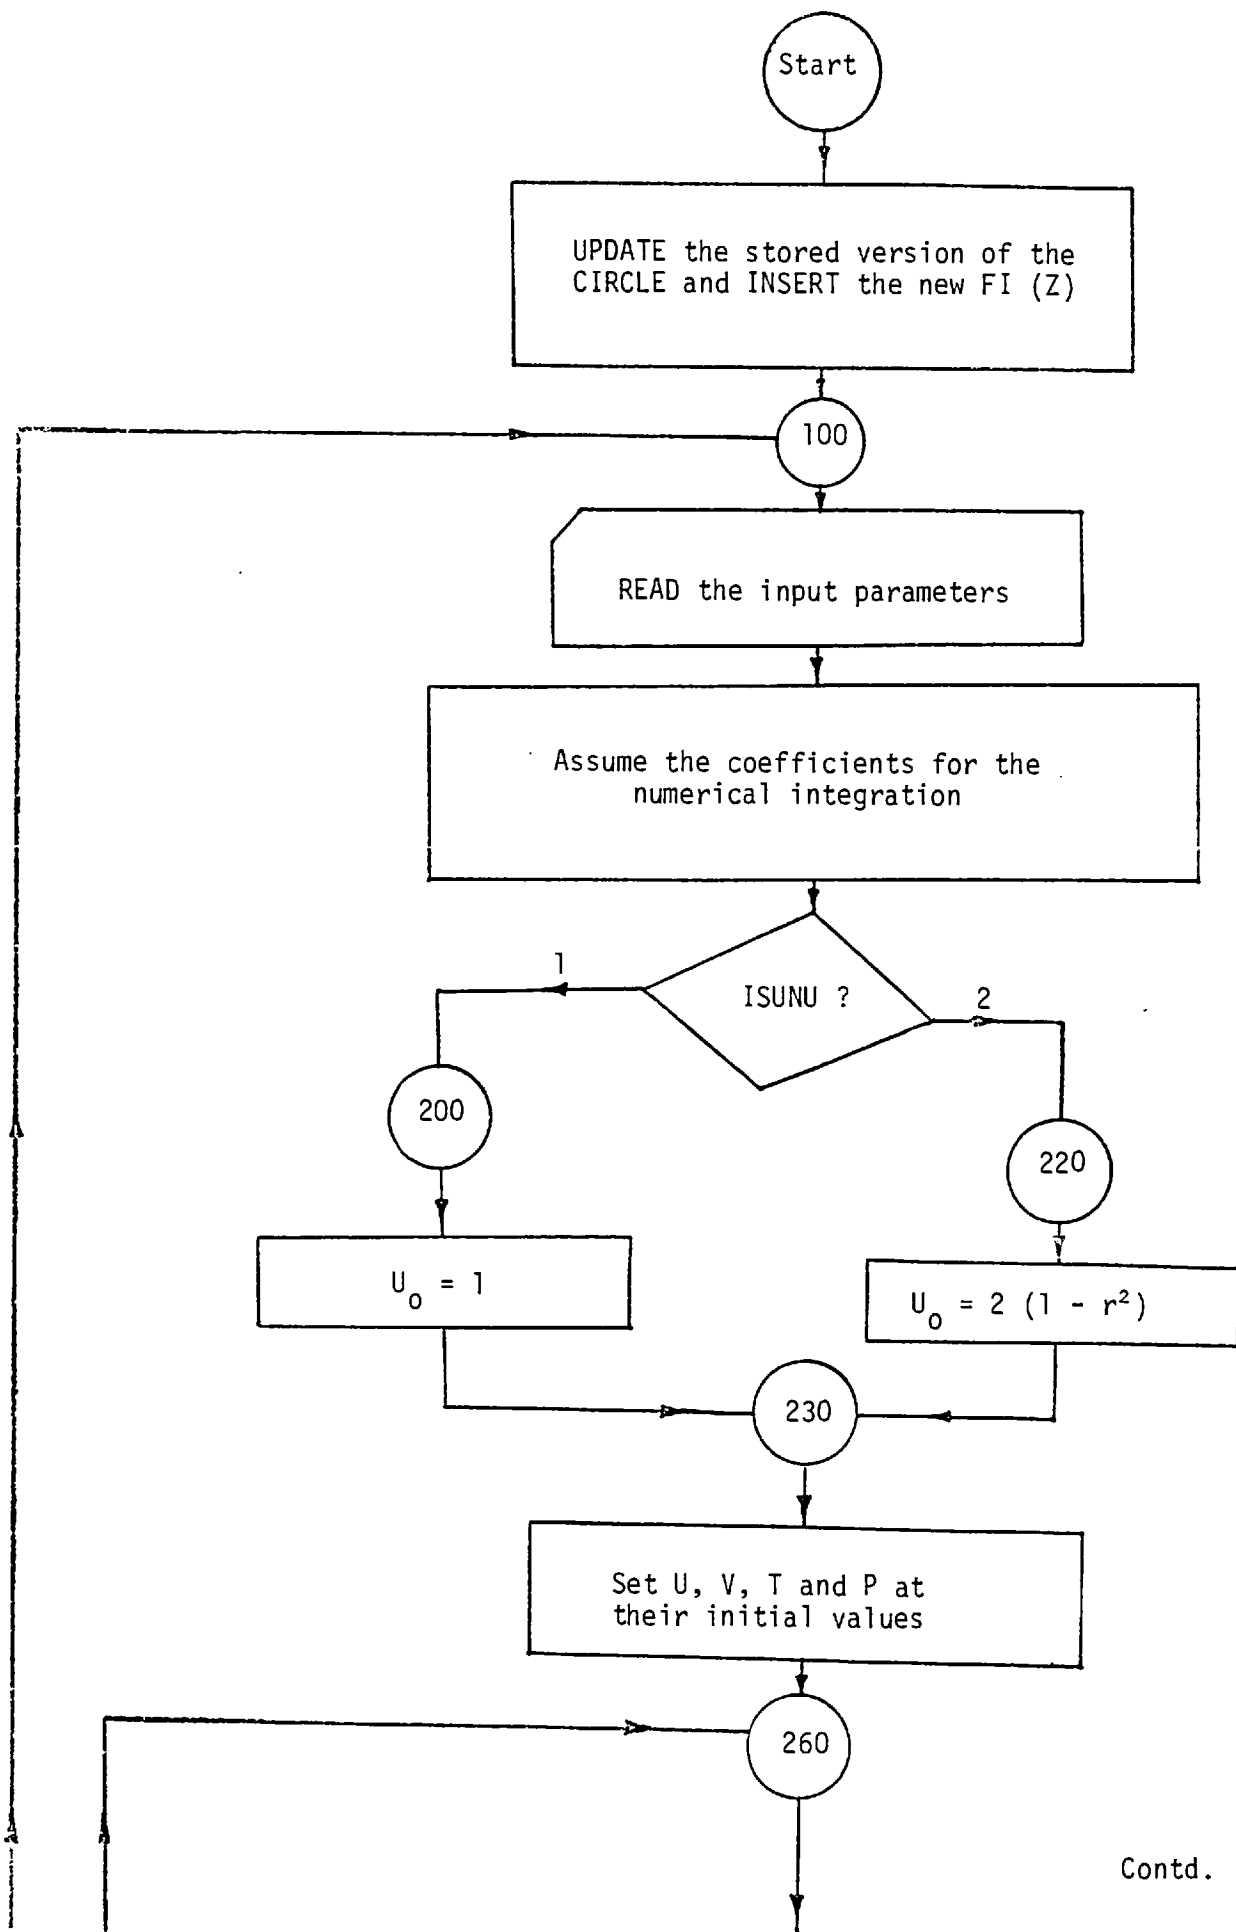 Start
UPDATE the stored version of the
CIRCLE and INSERT the new FI (Z)
100
READ the input parameters
Assume the coefficients for the
numerical integration
ISUNU ?
1
2
200
220
U₀ = 1
U₀ = 2 (1 - r²)
230
Set U, V, T and P at
their initial values
260
Contd.